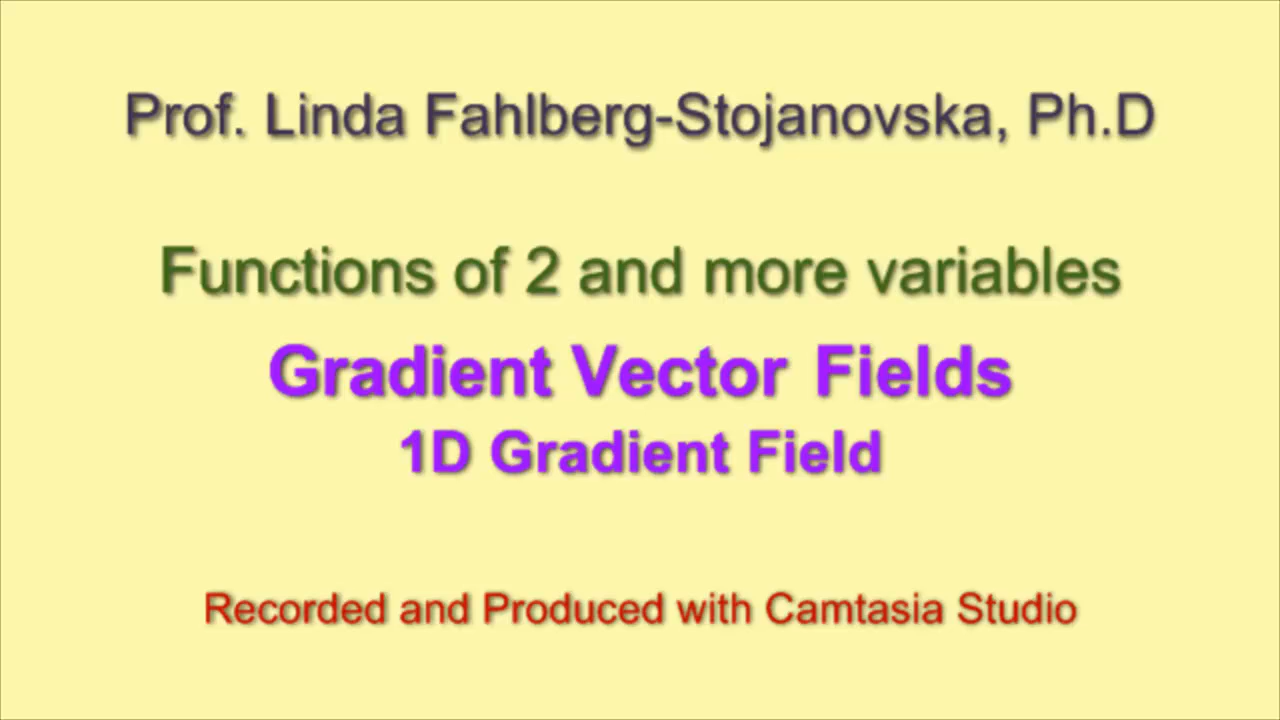 Prof. Linda Fahlberg-Stojanovska, Ph.D
Functions of 2 and more variables
Gradient Vector Fields
1D Gradient Field
Recorded and Produced with Camtasia Studio